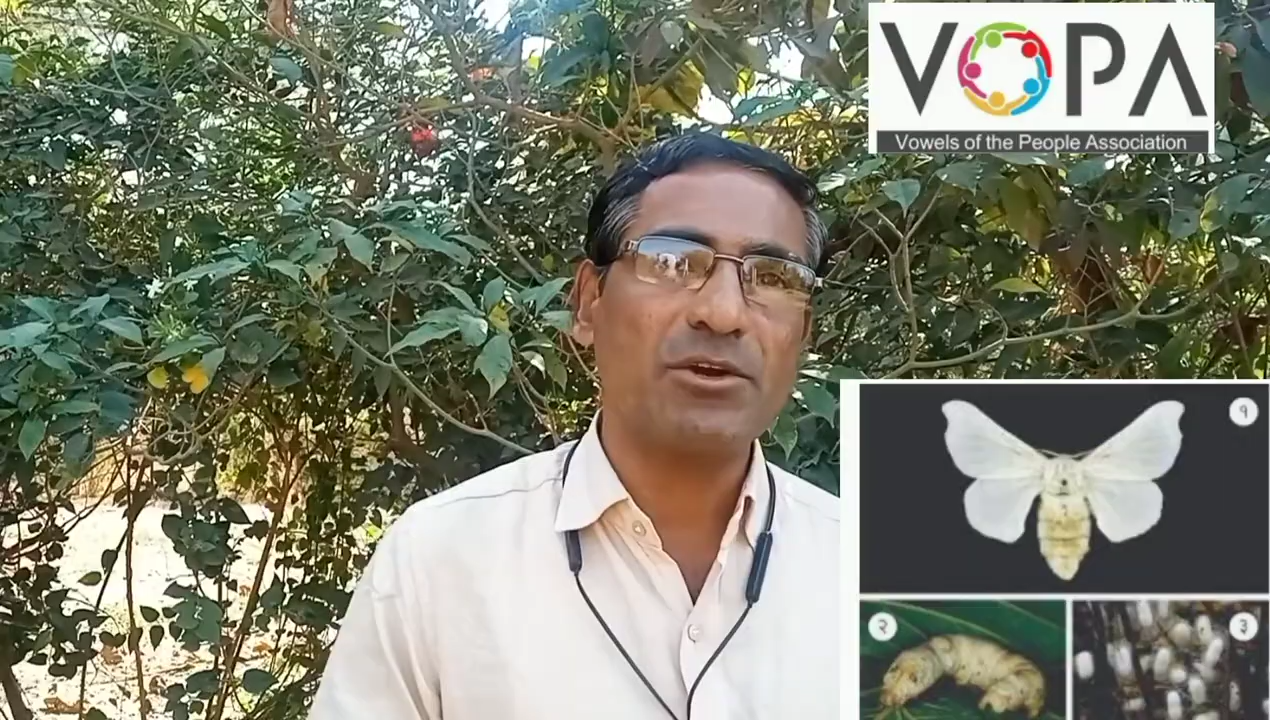 VOPA
Vowels of the People Association
१
२
३